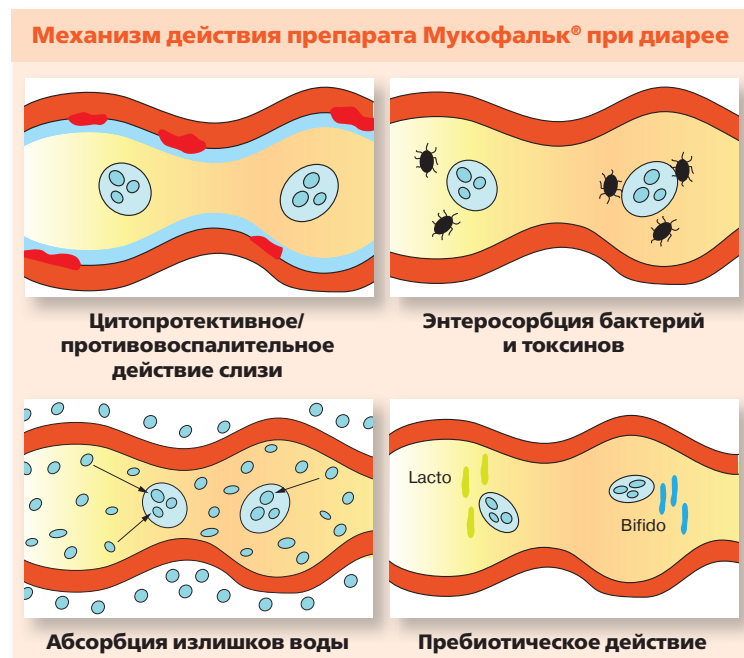 Механизм действия препарата Мукофальк® при диарее
Цитопротективное/
противовоспалительное
действие слизи
Энтеросорбция бактерий
и токсинов
Lacto
Bifido
Абсорбция излишков воды
Пребиотическое действие